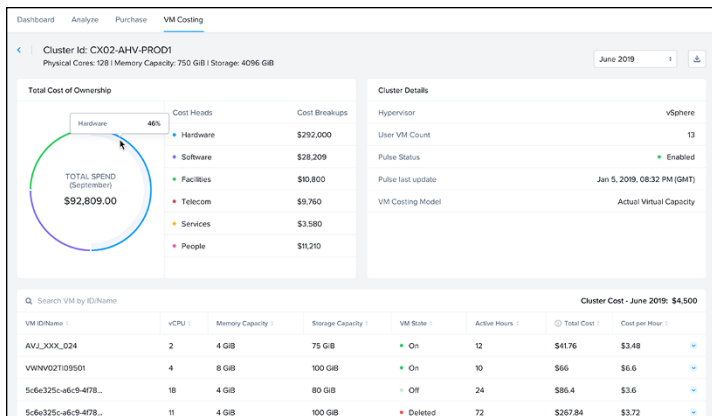 Dashboard Analyze Purchase VM Costing
Cluster Id: CX02-AHV-PROD1
Physical Cores: 128 | Memory Capacity: 750 GiB | Storage: 4096 GiB
June 2019
Total Cost of Ownership
Hardware 46%
TOTAL SPEND
(September)
$92,809.00
Cost Heads Cost Breakups
Hardware $292,000
Software $28,209
Facilities $10,800
Telecom $9,760
Services $3,580
People $11,210
Cluster Details
Hypervisor vSphere
User VM Count 13
Pulse Status Enabled
Pulse last update Jan 5, 2019, 08:32 PM (GMT)
VM Costing Model Actual Virtual Capacity
Search VM by ID/Name Cluster Cost - June 2019: $4,500
VM ID/Name vCPU Memory Capacity Storage Capacity VM State Active Hours Total Cost Cost per Hour
AVJ_XXX_024 2 4 GiB 75 GiB On 12 $41.76 $3.48
VWNV02TI09501 4 8 GiB 100 GiB On 10 $66 $6.6
5c6e325c-a6c9-4f78... 18 4 GiB 80 GiB Off 24 $86.4 $3.6
5c6e325c-a6c9-4f78... 11 4 GiB 100 GiB Deleted 72 $267.84 $3.72